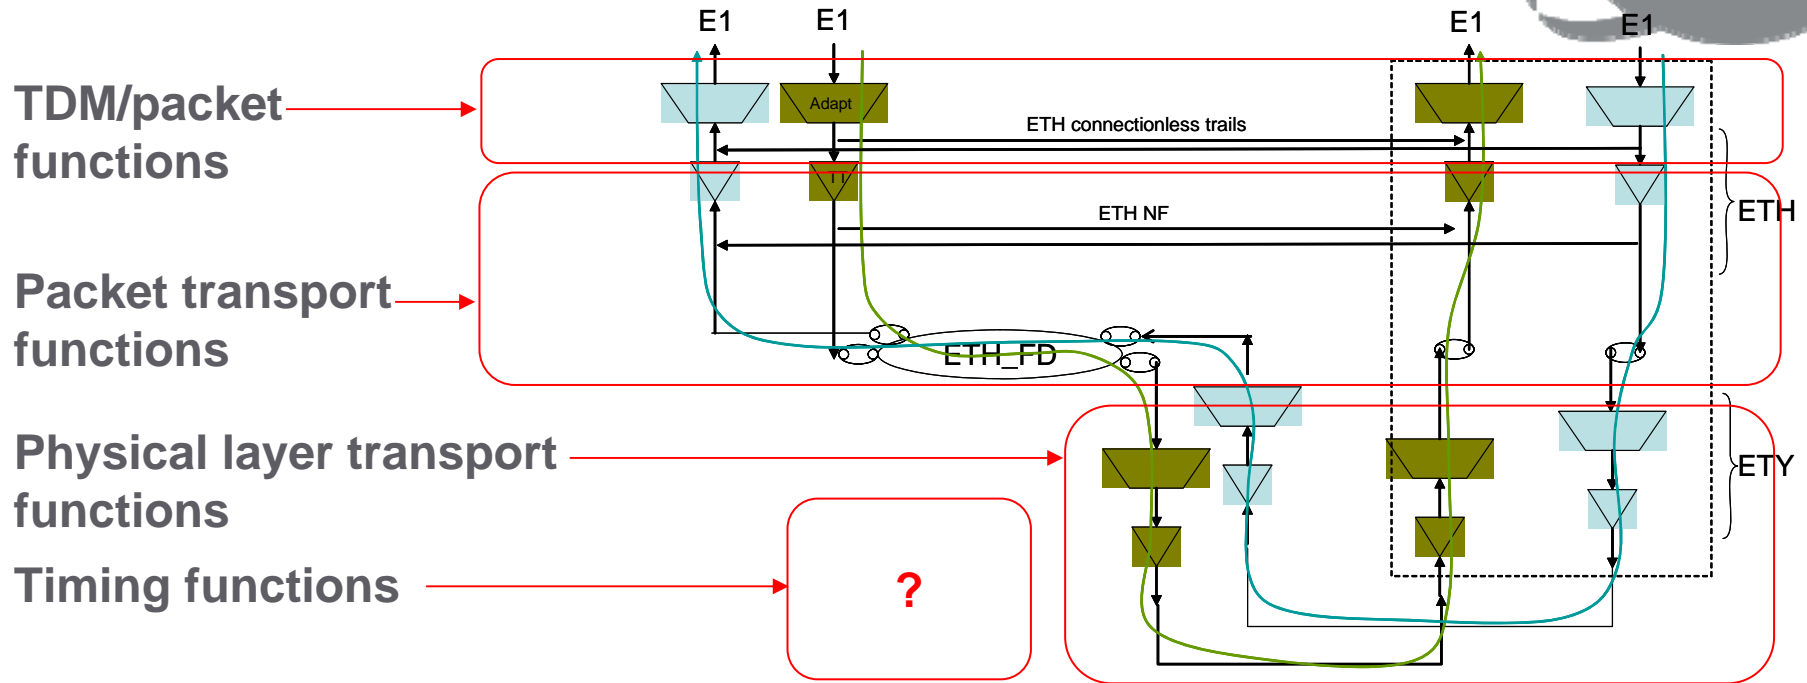 E1
E1
E1
E1
TDM/packet
functions
Adapt
ETH connectionless trails
TT
ETH NF
ETH
Packet transport
functions
ETH_FD
Physical layer transport
functions
ETY
Timing functions
?